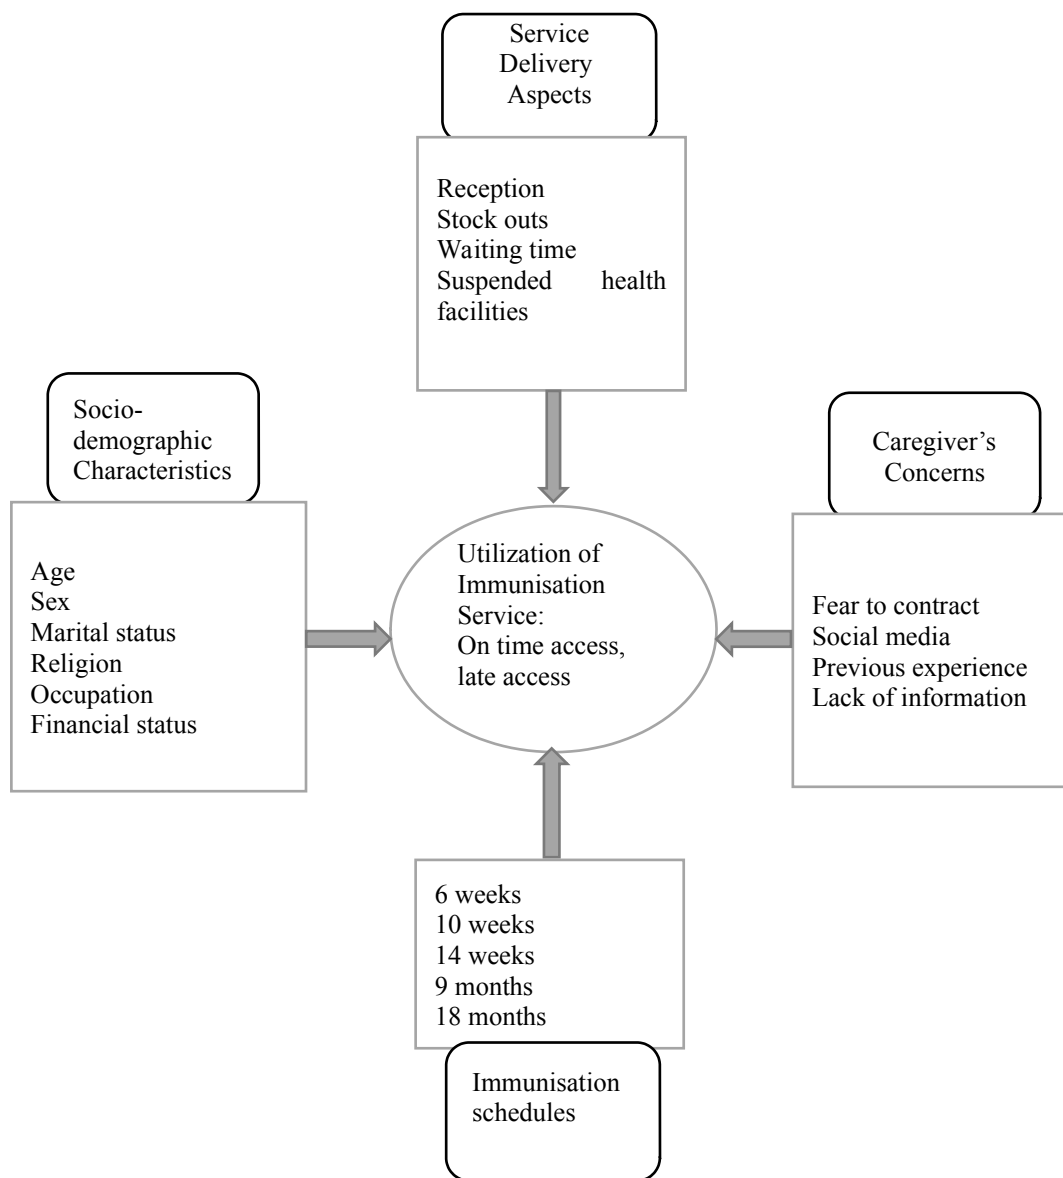 Service
Delivery
Aspects
Reception
Stock outs
Waiting time
Suspended health
facilities
Socio-
demographic
Characteristics
Age
Sex
Marital status
Religion
Occupation
Financial status
Utilization of
Immunisation
Service:
On time access,
late access
Caregiver’s
Concerns
Fear to contract
Social media
Previous experience
Lack of information
6 weeks
10 weeks
14 weeks
9 months
18 months
Immunisation
schedules